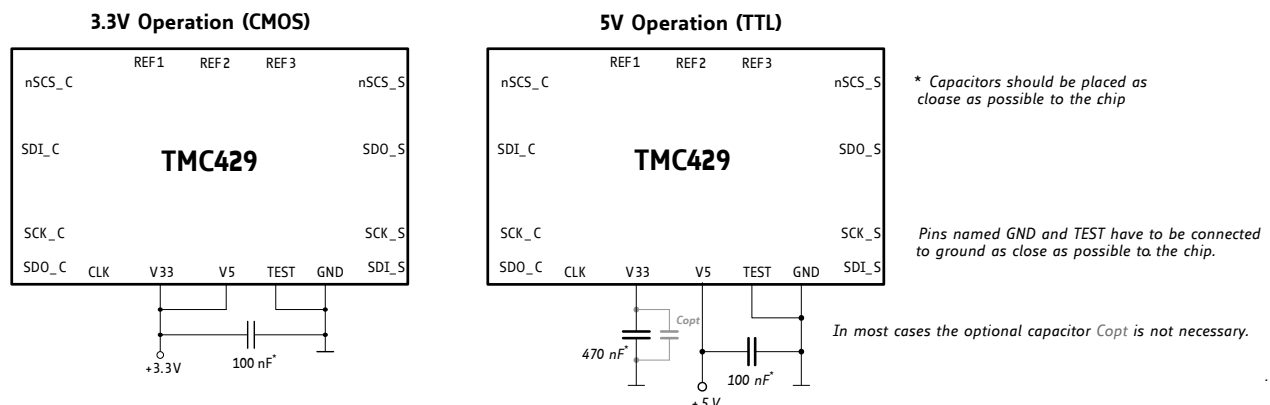 3.3V Operation (CMOS)
REF1 REF2 REF3
nSCS_C nSCS_S
SDI_C TMC429 SDO_S
SCK_C SCK_S
SDO_C CLK V33 V5 TEST GND SDI_S
100 nF*
+3.3V
5V Operation (TTL)
REF1 REF2 REF3
nSCS_C nSCS_S
SDI_C TMC429 SDO_S
SCK_C SCK_S
SDO_C CLK V33 V5 TEST GND SDI_S
Copt
470 nF*
100 nF*
+5V
* Capacitors should be placed as
cloase as possible to the chip
Pins named GND and TEST have to be connected
to ground as close as possible to the chip.
In most cases the optional capacitor Copt is not necessary.
.